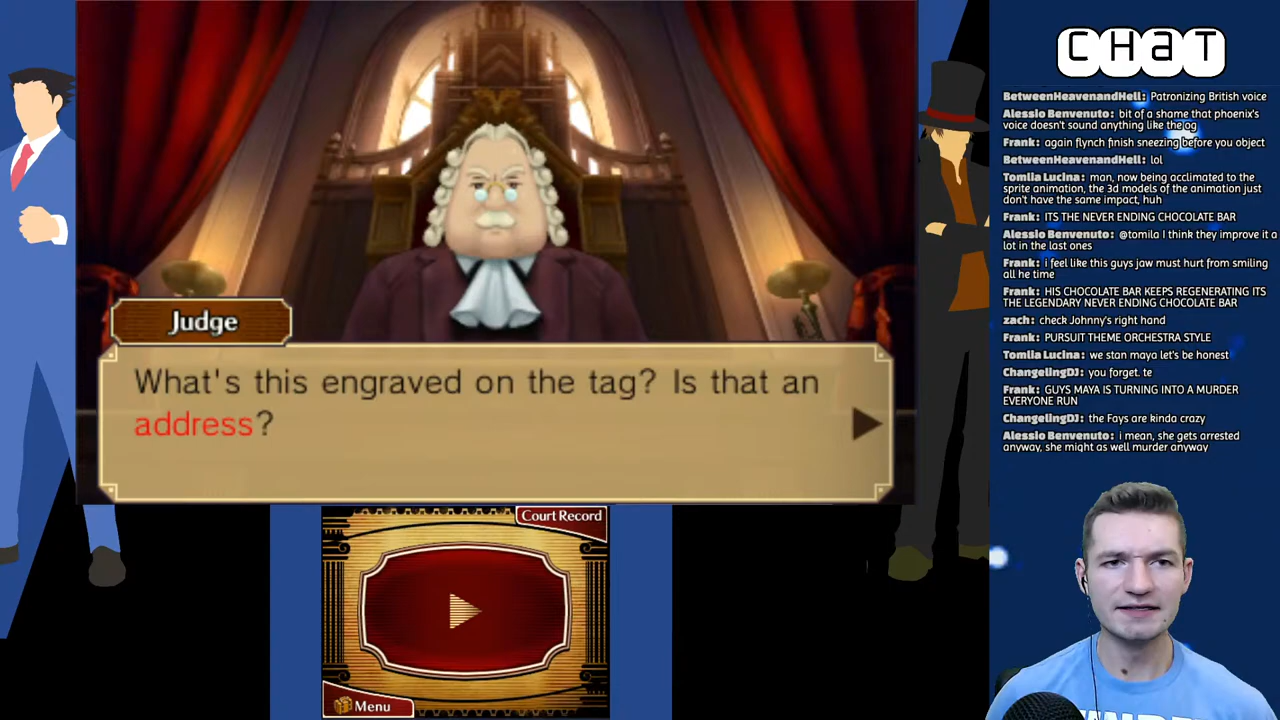 Judge
What's this engraved on the tag? Is that an
address?
Court Record
Menu
CHaT
BetweenHeavenandHell: Patronizing British voice
Alessio Benvenuto: bit of a shame that phoenix's
voice doesn't sound anything like the og
Frank: again flynch finish sneezing before you object
BetweenHeavenandHell: lol
Tomlia Lucina: man, now being acclimated to the
sprite animation, the 3d models of the animation just
don't have the same impact, huh
Frank: ITS THE NEVER ENDING CHOCOLATE BAR
Alessio Benvenuto: @tomila I think they improve it a
lot in the last ones
Frank: i feel like this guys jaw must hurt from smiling
all he time
Frank: HIS CHOCOLATE BAR KEEPS REGENERATING ITS
THE LEGENDARY NEVER ENDING CHOCOLATE BAR
zach: check Johnny's right hand
Frank: PURSUIT THEME ORCHESTRA STYLE
Tomlia Lucina: we stan maya let's be honest
ChangelingDJ: you forget. te
Frank: GUYS MAYA IS TURNING INTO A MURDER
EVERYONE RUN
ChangelingDJ: the Fays are kinda crazy
Alessio Benvenuto: i mean, she gets arrested
anyway, she might as well murder anyway